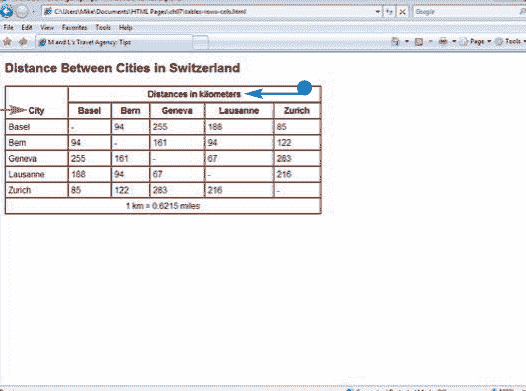 C:\Users\Mike\Documents\HTML Pages\ch07\tables-rows-cells.html
Google
File Edit View Favorites Tools Help
M and L's Travel Agency: Tips
Page Tools
Distance Between Cities in Switzerland
Distances in kilometers
City Basel Bern Geneva Lausanne Zurich
Basel - 94 255 188 85
Bern 94 - 161 94 122
Geneva 255 161 - 67 283
Lausanne 188 94 67 - 216
Zurich 85 122 283 216 -
1 km = 0.6215 miles